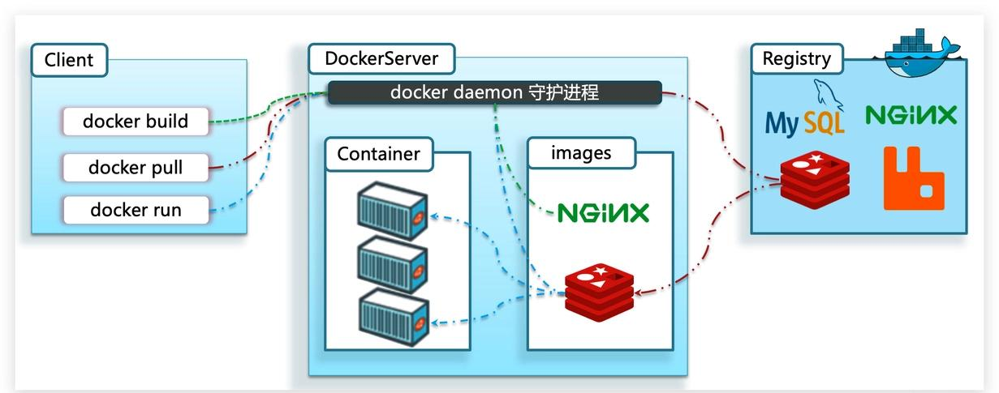 Client
docker build
docker pull
docker run
DockerServer
docker daemon 守护进程
Container
images
NGiNX
Registry
MySQL
NGiNX